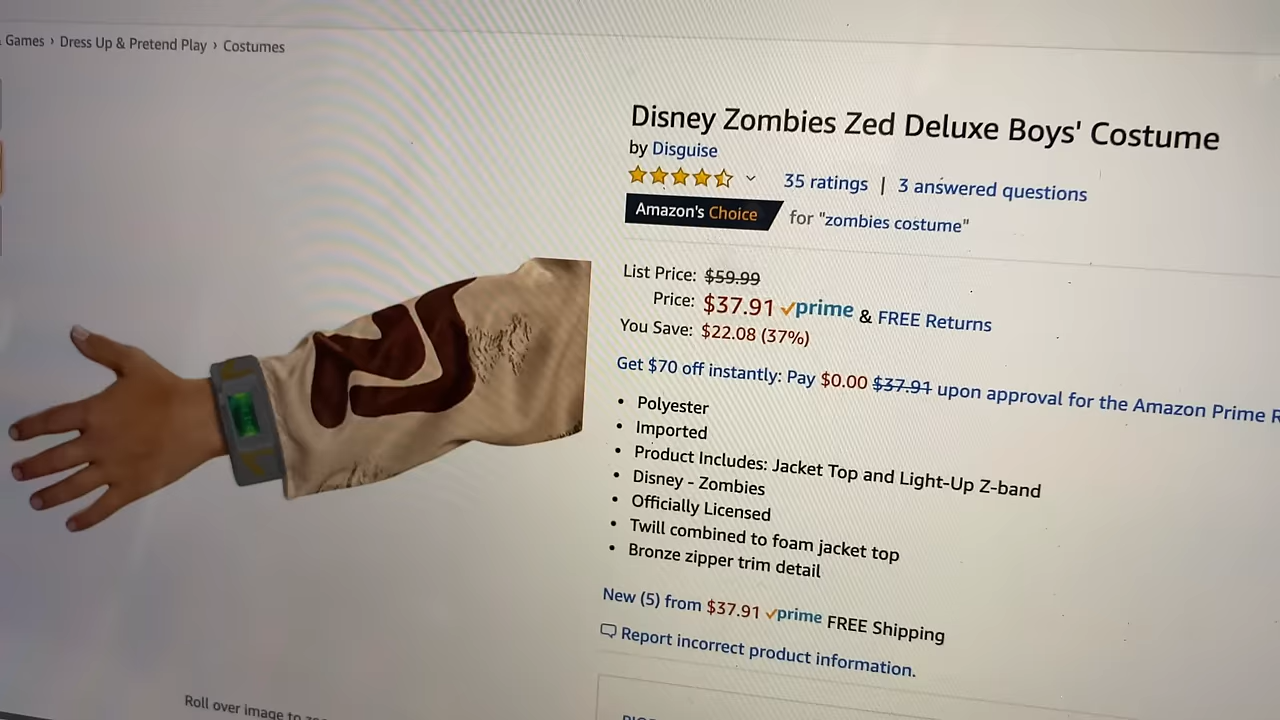 Games › Dress Up & Pretend Play › Costumes
Disney Zombies Zed Deluxe Boys' Costume
by Disguise
35 ratings | 3 answered questions
Amazon's Choice for "zombies costume"
List Price: $59.99
Price: $37.91 prime & FREE Returns
You Save: $22.08 (37%)
Get $70 off instantly: Pay $0.00 $37.91 upon approval for the Amazon Prime
• Polyester
• Imported
• Product Includes: Jacket Top and Light-Up Z-band
• Disney - Zombies
• Officially Licensed
• Twill combined to foam jacket top
• Bronze zipper trim detail
New (5) from $37.91 prime FREE Shipping
Report incorrect product information.
Roll over image to